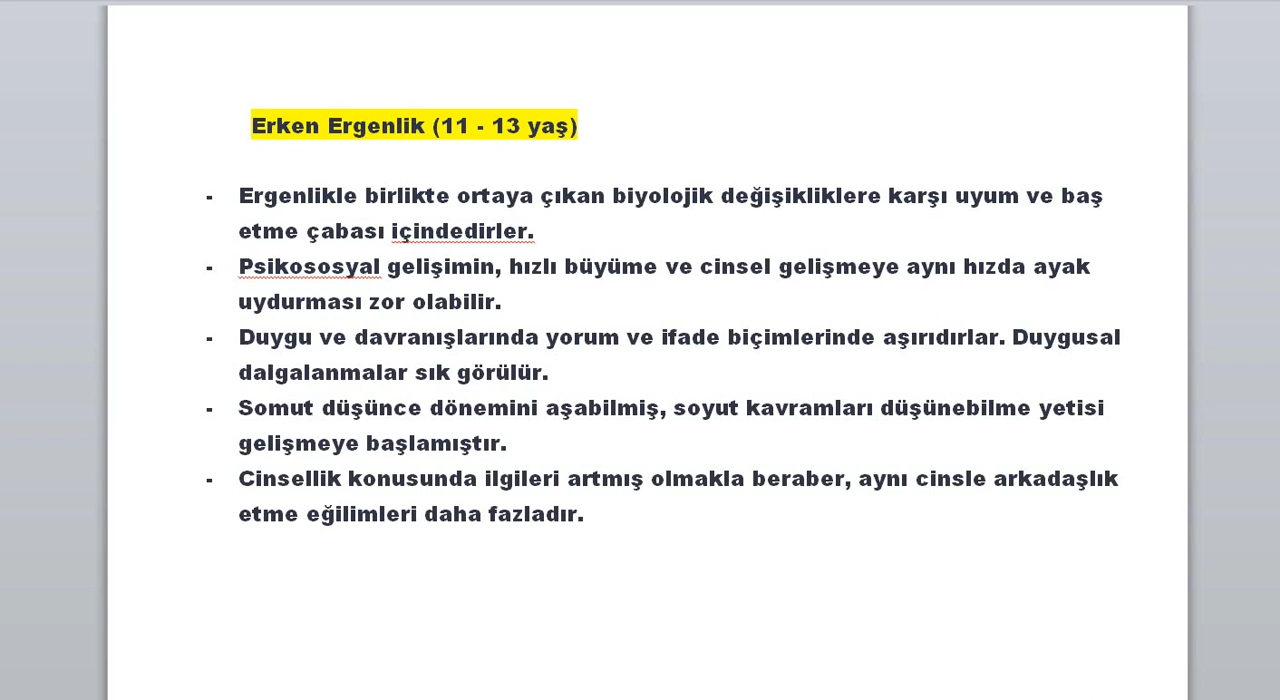 Erken Ergenlik (11 - 13 yaş)
- Ergenlikle birlikte ortaya çıkan biyolojik değişikliklere karşı uyum ve baş
etme çabası içindedirler.
- Psikososyal gelişimin, hızlı büyüme ve cinsel gelişmeye aynı hızda ayak
uydurması zor olabilir.
- Duygu ve davranışlarında yorum ve ifade biçimlerinde aşırıdırlar. Duygusal
dalgalanmalar sık görülür.
- Somut düşünce dönemini aşabilmiş, soyut kavramları düşünebilme yetisi
gelişmeye başlamıştır.
- Cinsellik konusunda ilgileri artmış olmakla beraber, aynı cinsle arkadaşlık
etme eğilimleri daha fazladır.